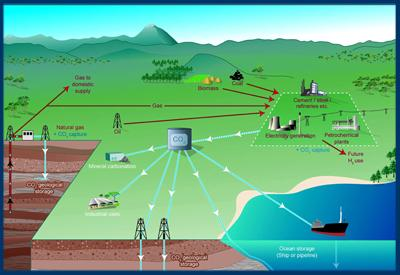 Gas to
domestic
supply
Coal
Biomass
Cement / steel /
refineries etc.
Gas
Natural gas
+ CO₂ capture
Oil
CO₂
Electricity generation
Petrochemical
plants
+ CO₂ capture
Future
H₂ use
Mineral carbonation
CO₂ geological
storage
Industrial uses
CO₂ geological
storage
Ocean storage
(Ship or pipeline)